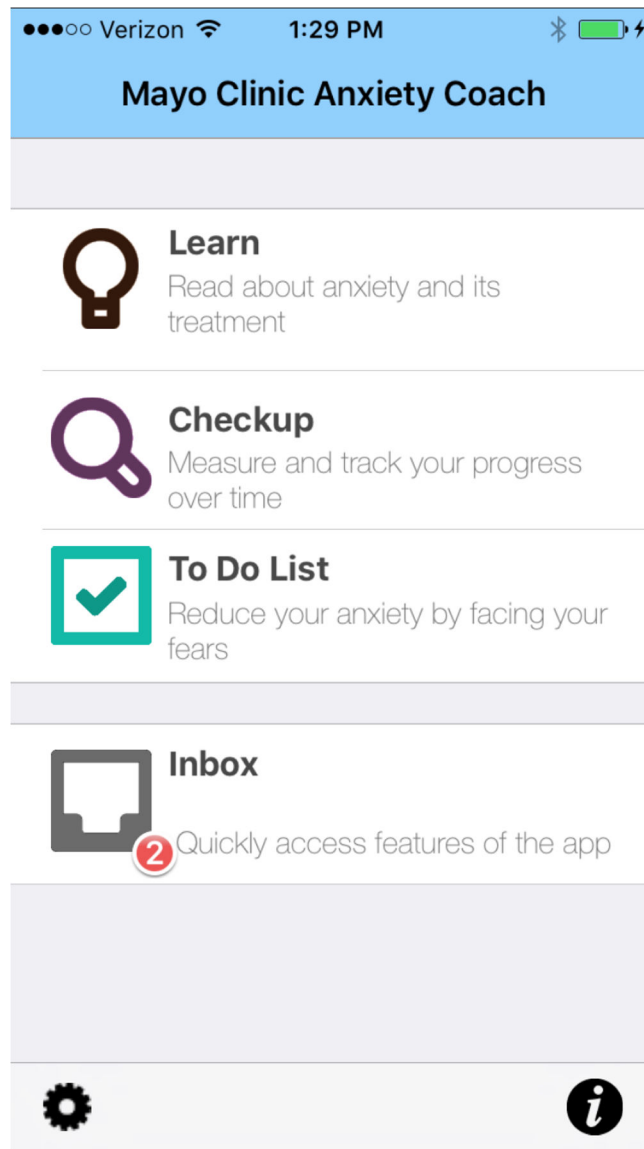 Verizon 1:29 PM
Mayo Clinic Anxiety Coach
Learn
Read about anxiety and its
treatment
Checkup
Measure and track your progress
over time
To Do List
Reduce your anxiety by facing your
fears
Inbox
2 Quickly access features of the app
i